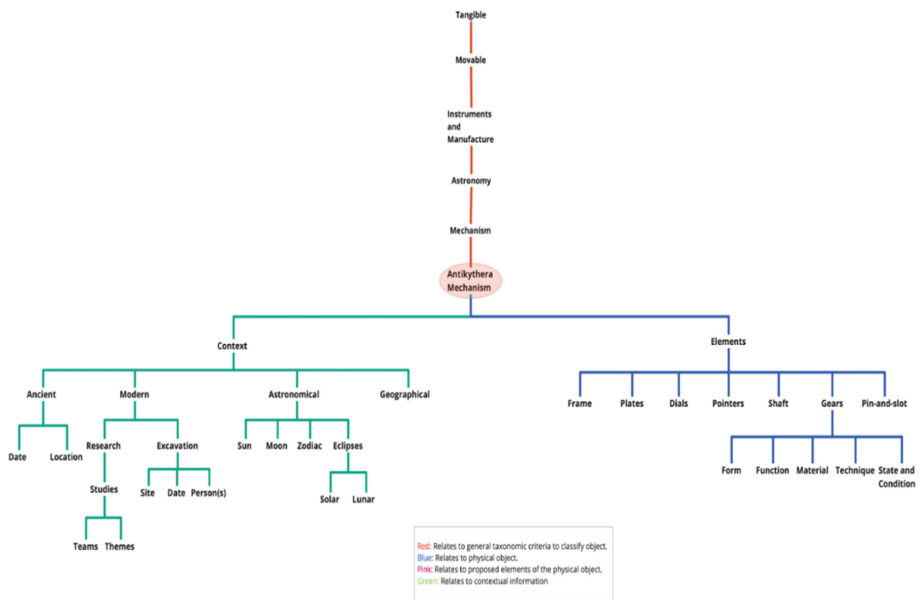 Tangible
Movable
Instruments
and
Manufacture
Astronomy
Mechanism
Antikythera
Mechanism
Context
Elements
Ancient
Modern
Astronomical
Geographical
Frame
Plates
Dials
Pointers
Shaft
Gears
Pin-and-slot
Date
Location
Research
Excavation
Sun
Moon
Zodiac
Eclipses
Form
Function
Material
Technique
State and
Condition
Studies
Site
Date
Person(s)
Solar
Lunar
Teams
Themes
Red: Relates to general taxonomic criteria to classify object.
Blue: Relates to physical object.
Pink: Relates to proposed elements of the physical object.
Green: Relates to contextual information